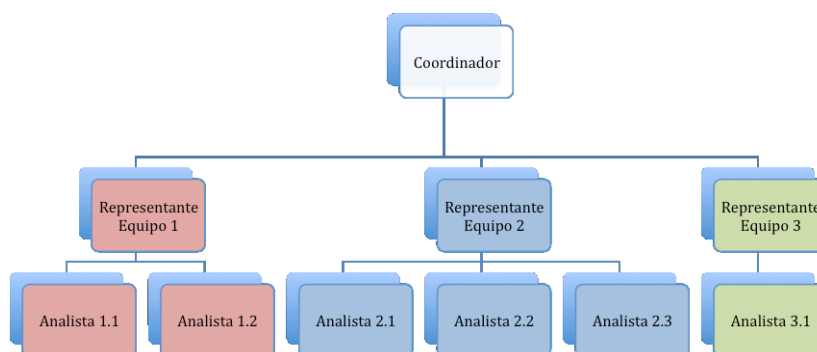 Coordinador
Representante
Equipo 1
Representante
Equipo 2
Representante
Equipo 3
Analista 1.1
Analista 1.2
Analista 2.1
Analista 2.2
Analista 2.3
Analista 3.1